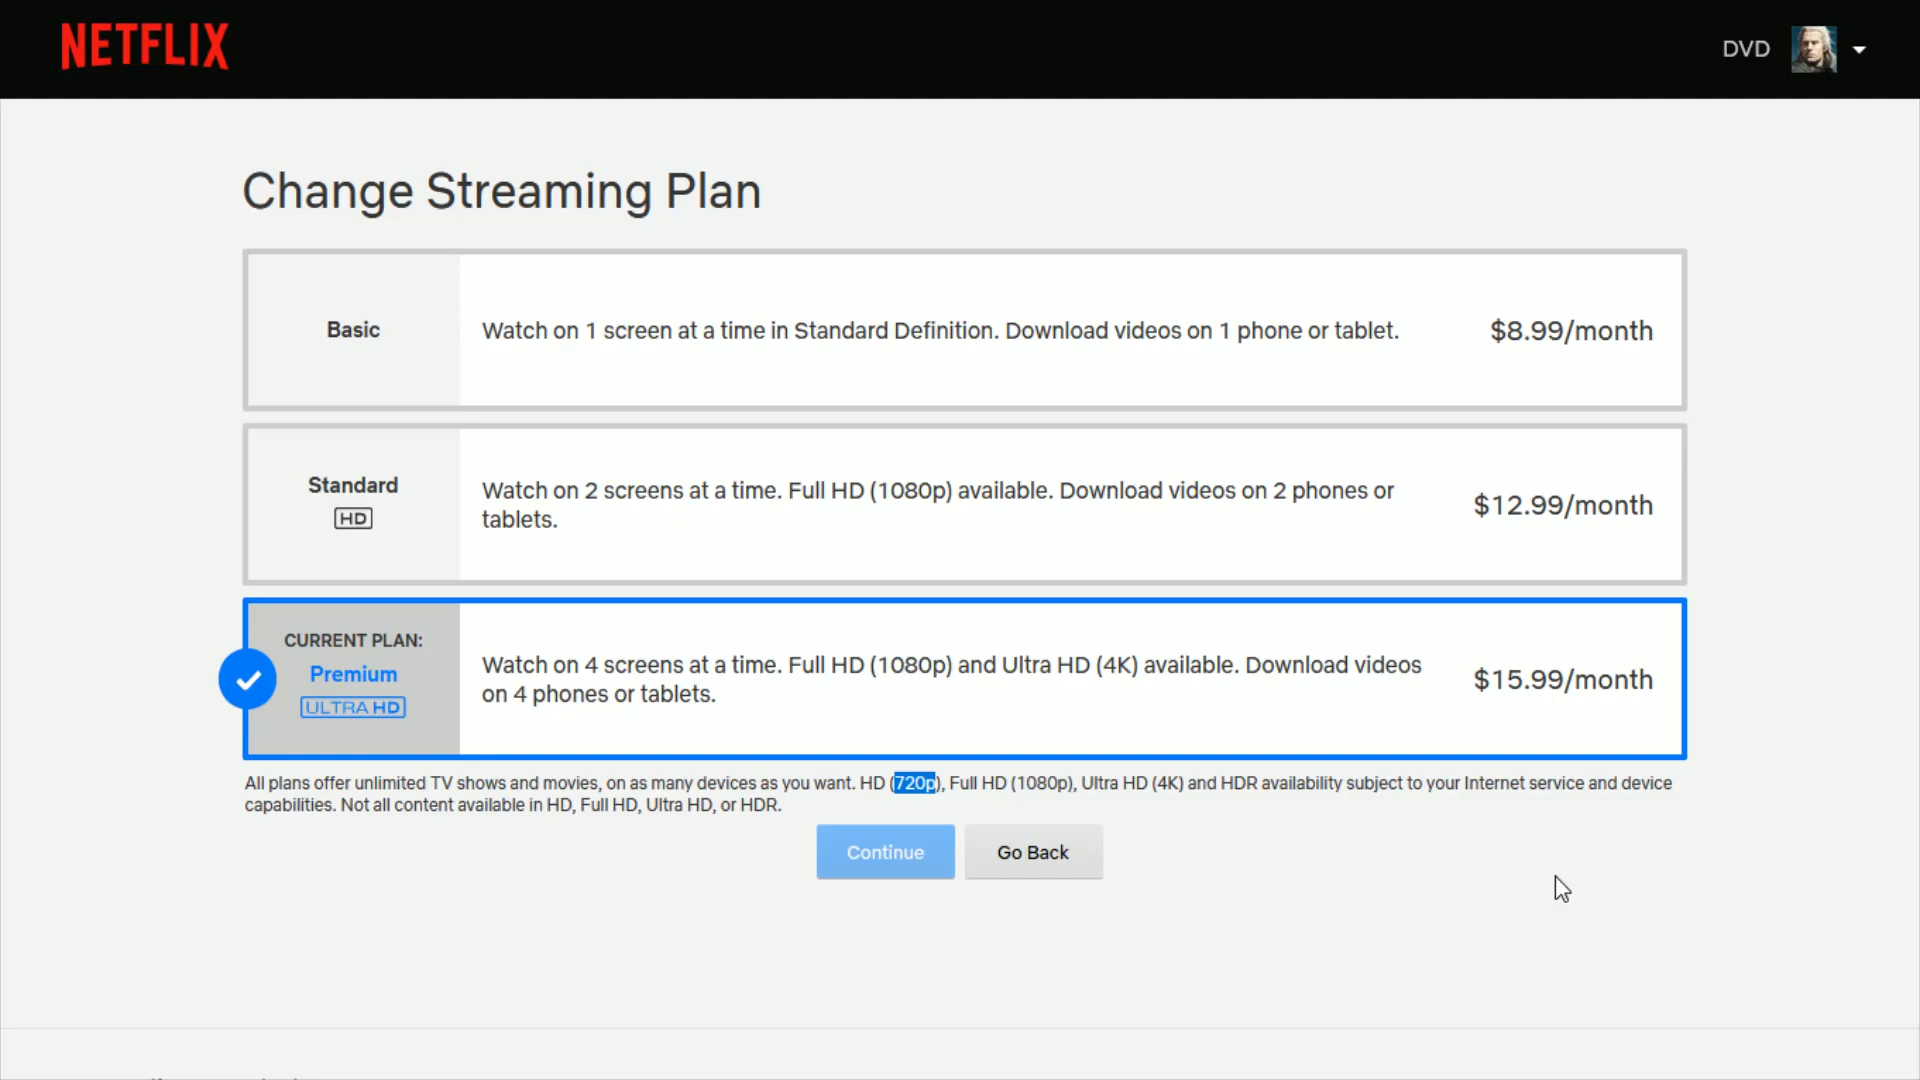 NETFLIX
DVD
Change Streaming Plan
Basic
Watch on 1 screen at a time in Standard Definition. Download videos on 1 phone or tablet.
$8.99/month
Standard
HD
Watch on 2 screens at a time. Full HD (1080p) available. Download videos on 2 phones or
tablets.
$12.99/month
CURRENT PLAN:
Premium
ULTRA HD
Watch on 4 screens at a time. Full HD (1080p) and Ultra HD (4K) available. Download videos
on 4 phones or tablets.
$15.99/month
All plans offer unlimited TV shows and movies, on as many devices as you want. HD (720p), Full HD (1080p), Ultra HD (4K) and HDR availability subject to your Internet service and device
capabilities. Not all content available in HD, Full HD, Ultra HD, or HDR.
Continue
Go Back